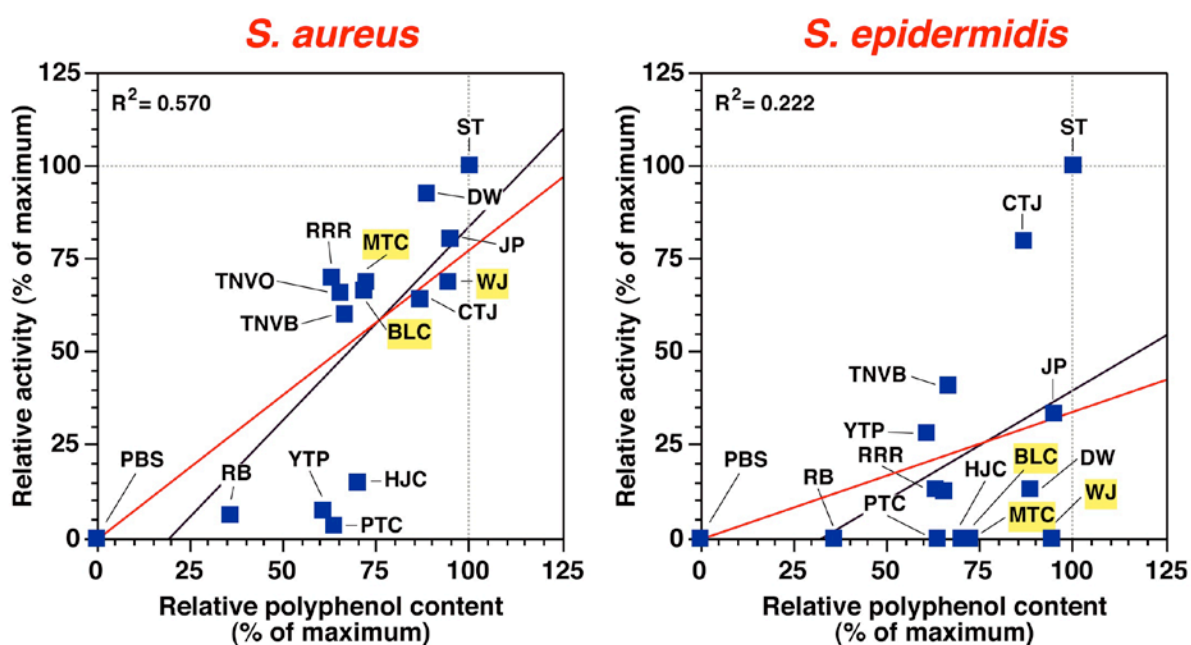 S. aureus
125
100
75
50
25
0
Relative activity (% of maximum)
R² = 0.570
ST
DW
RRR
MTC
JP
TNVO
WJ
TNVB
CTJ
BLC
PBS
RB
YTP
HJC
PTC
0
25
50
75
100
125
Relative polyphenol content
(% of maximum)
S. epidermidis
125
100
75
50
25
0
Relative activity (% of maximum)
R² = 0.222
ST
CTJ
TNVB
JP
YTP
RRR
HJC
BLC
DW
PBS
RB
PTC
MTC
WJ
0
25
50
75
100
125
Relative polyphenol content
(% of maximum)